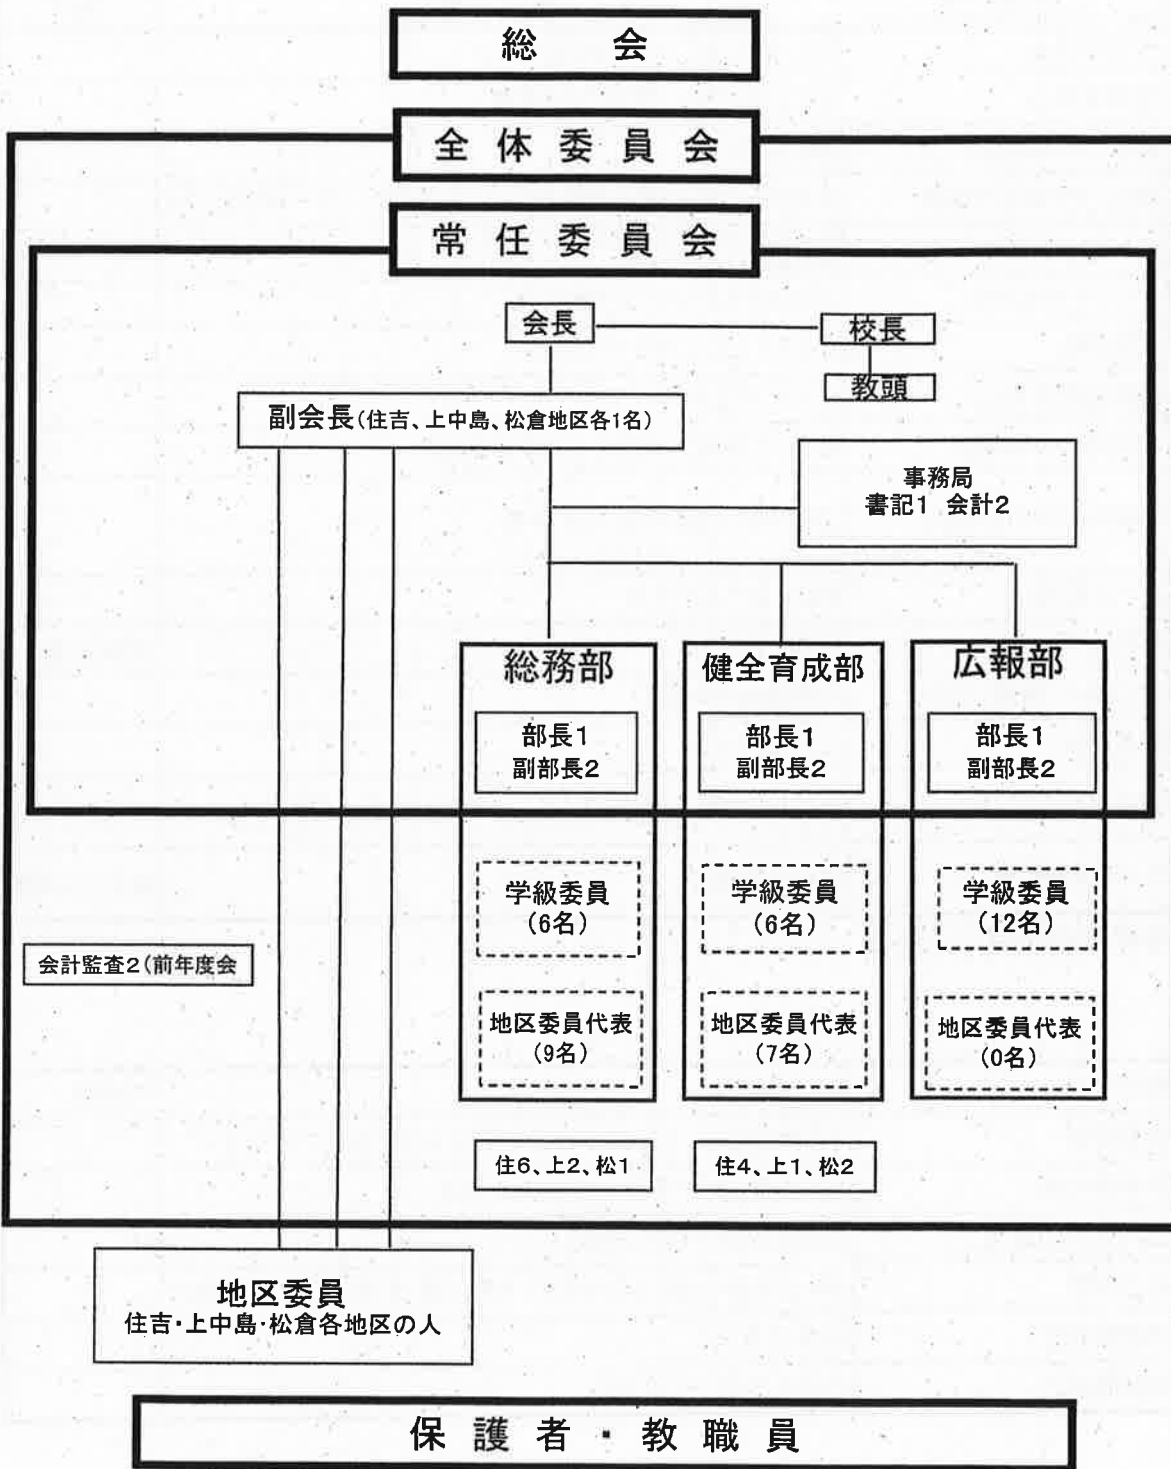 総 会
全 体 委 員 会
常 任 委 員 会
会長
校長
教頭
副会長(住吉、上中島、松倉地区各1名)
事務局
書記1 会計2
総務部
健全育成部
広報部
部長1
副部長2
部長1
副部長2
部長1
副部長2
学級委員
(6名)
学級委員
(6名)
学級委員
(12名)
会計監査2(前年度会
地区委員代表
(9名)
地区委員代表
(7名)
地区委員代表
(0名)
住6、上2、松1
住4、上1、松2
地区委員
住吉・上中島・松倉各地区の人
保 護 者 ・ 教 職 員